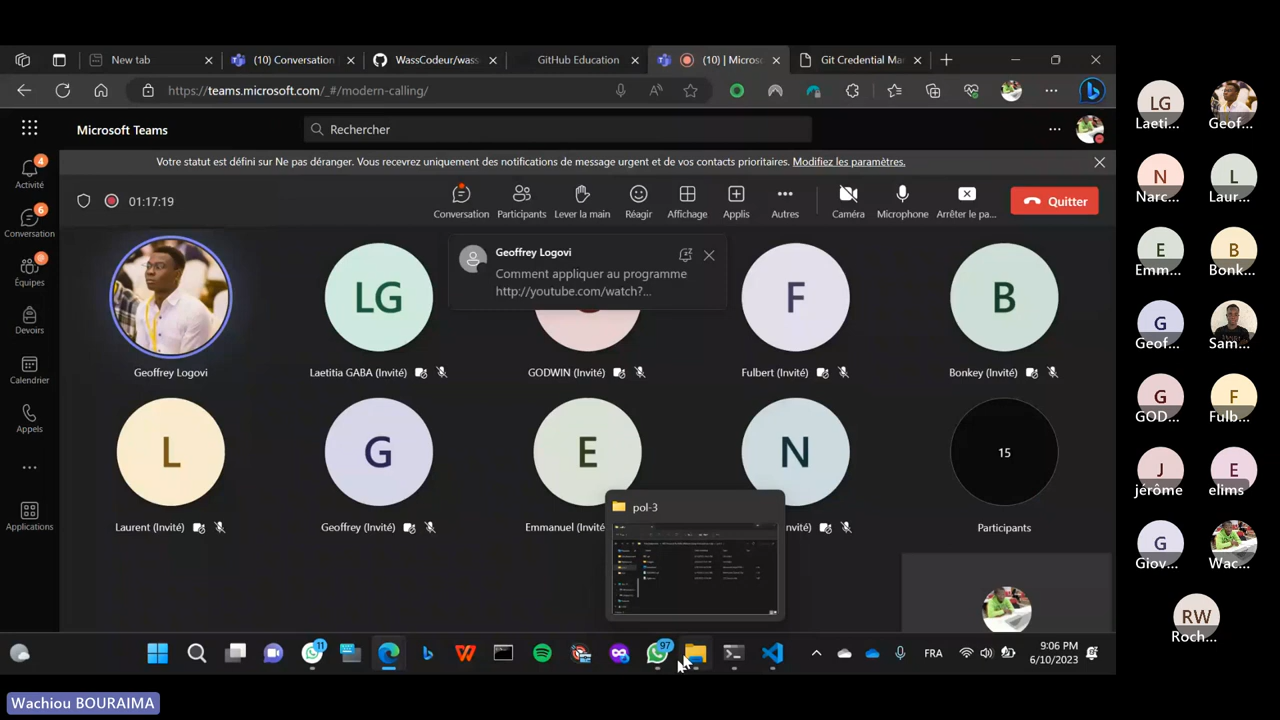 New tab
(10) Conversation
WassCodeur/wass
GitHub Education
(10) | Micros
Git Credential Ma
https://teams.microsoft.com/_#/modern-calling/
Microsoft Teams
Rechercher
Votre statut est défini sur Ne pas déranger. Vous recevrez uniquement des notifications de message urgent et de vos contacts prioritaires. Modifiez les paramètres.
01:17:19
Conversation
Participants
Lever la main
Réagir
Affichage
Applis
Autres
Caméra
Microphone
Arrêter le pa...
Quitter
4
Activité
6
Conversation
Équipes
Devoirs
Calendrier
Appels
Applications
Geoffrey Logovi
Comment appliquer au programme
http://youtube.com/watch?...
LG
F
B
Geoffrey Logovi
Laetitia GABA (Invité)
GODWIN (Invité)
Fulbert (Invité)
Bonkey (Invité)
L
G
E
N
15
Laurent (Invité)
Geoffrey (Invité)
Emmanuel (Invité
nvité)
Participants
pol-3
11
97
FRA
9:06 PM
6/10/2023
LG
Laeti...
Geof...
N
Narc...
L
Laur...
E
Emm...
B
Bonk...
G
Geof...
Sam...
G
GOD...
F
Fulb...
J
jérôme
E
elims
G
Giov...
Wac...
RW
Roch...
Wachiou BOURAIMA